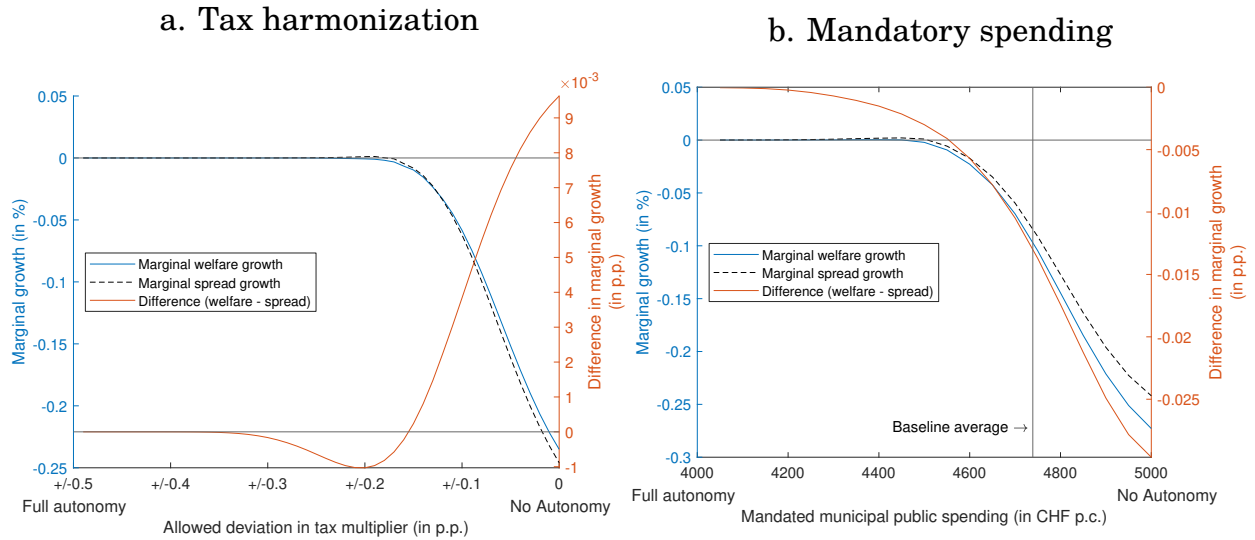 a. Tax harmonization
×10⁻³
0.05
0
-0.05
-0.1
-0.15
-0.2
-0.25
Marginal growth (in %)
Marginal welfare growth
Marginal spread growth
Difference (welfare - spread)
9
8
7
6
5
4
3
2
1
0
-1
Difference in marginal growth
(in p.p.)
+/-0.5
+/-0.4
+/-0.3
+/-0.2
+/-0.1
0
Full autonomy
No Autonomy
Allowed deviation in tax multiplier (in p.p.)
b. Mandatory spending
0.05
0
-0.05
-0.1
-0.15
-0.2
-0.25
-0.3
Marginal growth (in %)
Marginal welfare growth
Marginal spread growth
Difference (welfare - spread)
Baseline average →
0
-0.005
-0.010
-0.015
-0.02
-0.025
Difference in marginal growth
(in p.p.)
4000
4200
4400
4600
4800
5000
Full autonomy
No Autonomy
Mandated municipal public spending (in CHF p.c.)